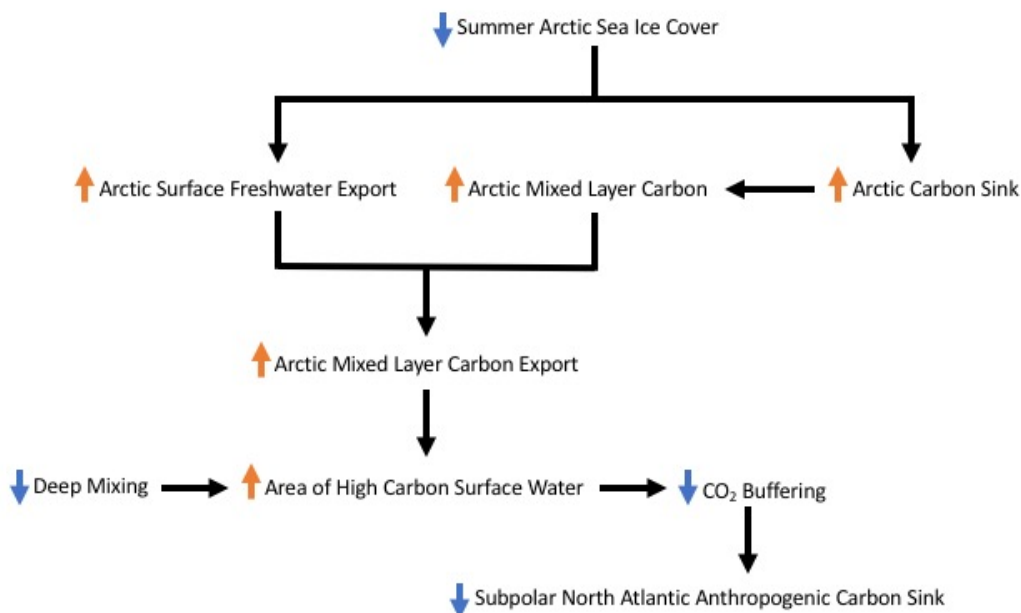 Summer Arctic Sea Ice Cover
Arctic Surface Freshwater Export
Arctic Mixed Layer Carbon
Arctic Carbon Sink
Arctic Mixed Layer Carbon Export
Deep Mixing
Area of High Carbon Surface Water
CO₂ Buffering
Subpolar North Atlantic Anthropogenic Carbon Sink